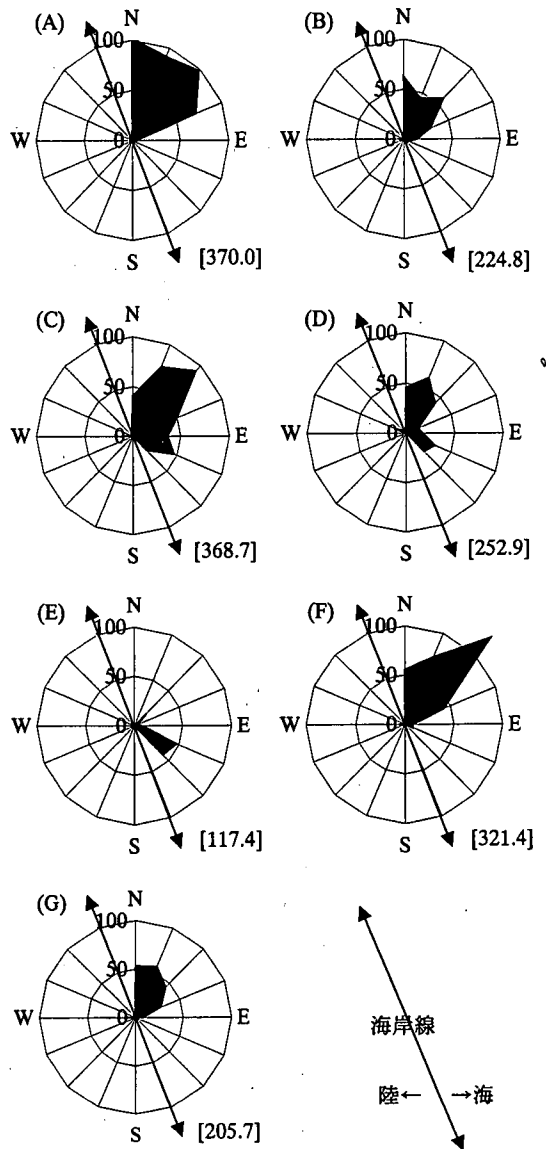 (A)
N
100
50
W
0
E
S
[370.0]
(B)
N
100
50
W
0
E
S
[224.8]
(C)
N
100
50
W
0
E
S
[368.7]
(D)
N
100
50
W
0
E
S
[252.9]
(E)
N
100
50
W
0
E
S
[117.4]
(F)
N
100
50
W
0
E
S
[321.4]
(G)
N
100
50
W
0
E
S
[205.7]
海岸線
陸← →海